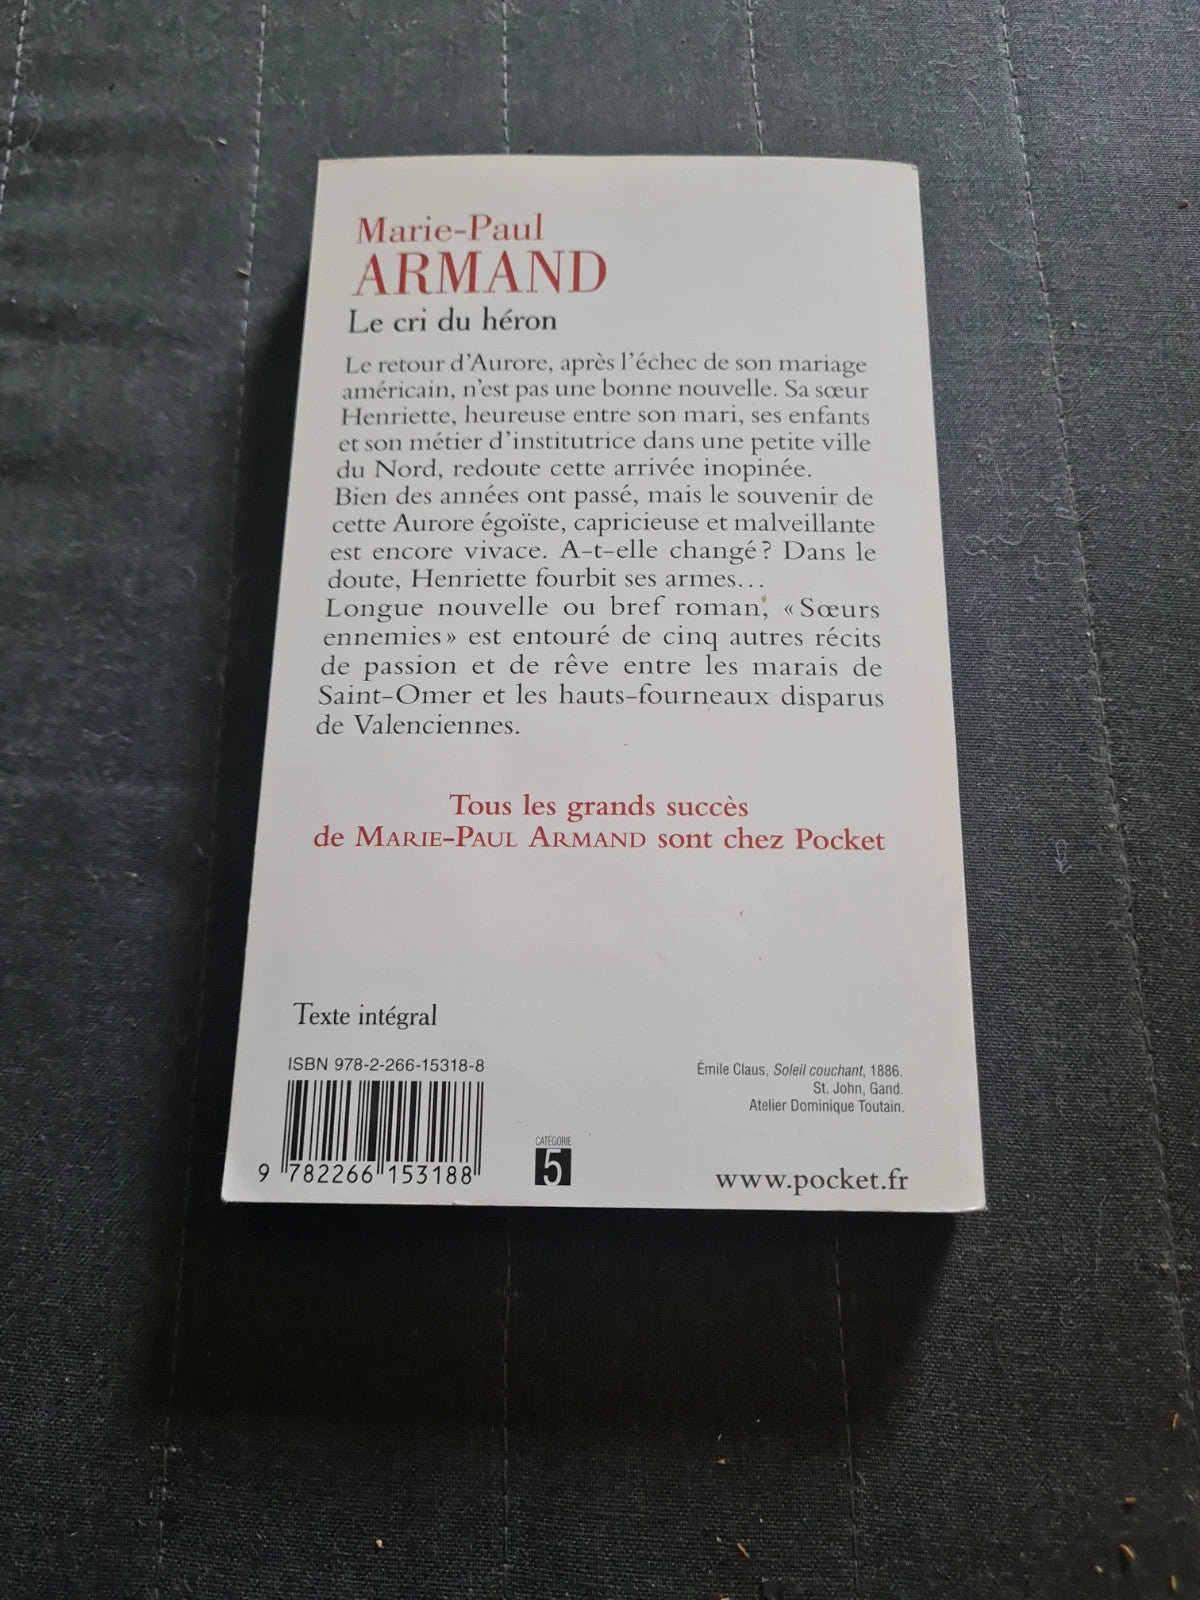 Marie-Paul
ARMAND
Le cri du héron
Le retour d'Aurore, après l'échec de son mariage
américain, n'est pas une bonne nouvelle. Sa sœur
Henriette, heureuse entre son mari, ses enfants
et son métier d'institutrice dans une petite ville
du Nord, redoute cette arrivée inopinée.
Bien des années ont passé, mais le souvenir de
cette Aurore égoïste, capricieuse et malveillante
est encore vivace. A-t-elle changé ? Dans le
doute, Henriette fourbit ses armes…
Longue nouvelle ou bref roman, « Sœurs
ennemies » est entouré de cinq autres récits
de passion et de rêve entre les marais de
Saint-Omer et les hauts-fourneaux disparus
de Valenciennes.
Tous les grands succès
de MARIE-PAUL ARMAND sont chez Pocket
Texte intégral
ISBN 978-2-266-15318-8
9 782266 153188
CATÉGORIE
5
Émile Claus, Soleil couchant, 1886.
St. John, Gand.
Atelier Dominique Toutain.
www.pocket.fr